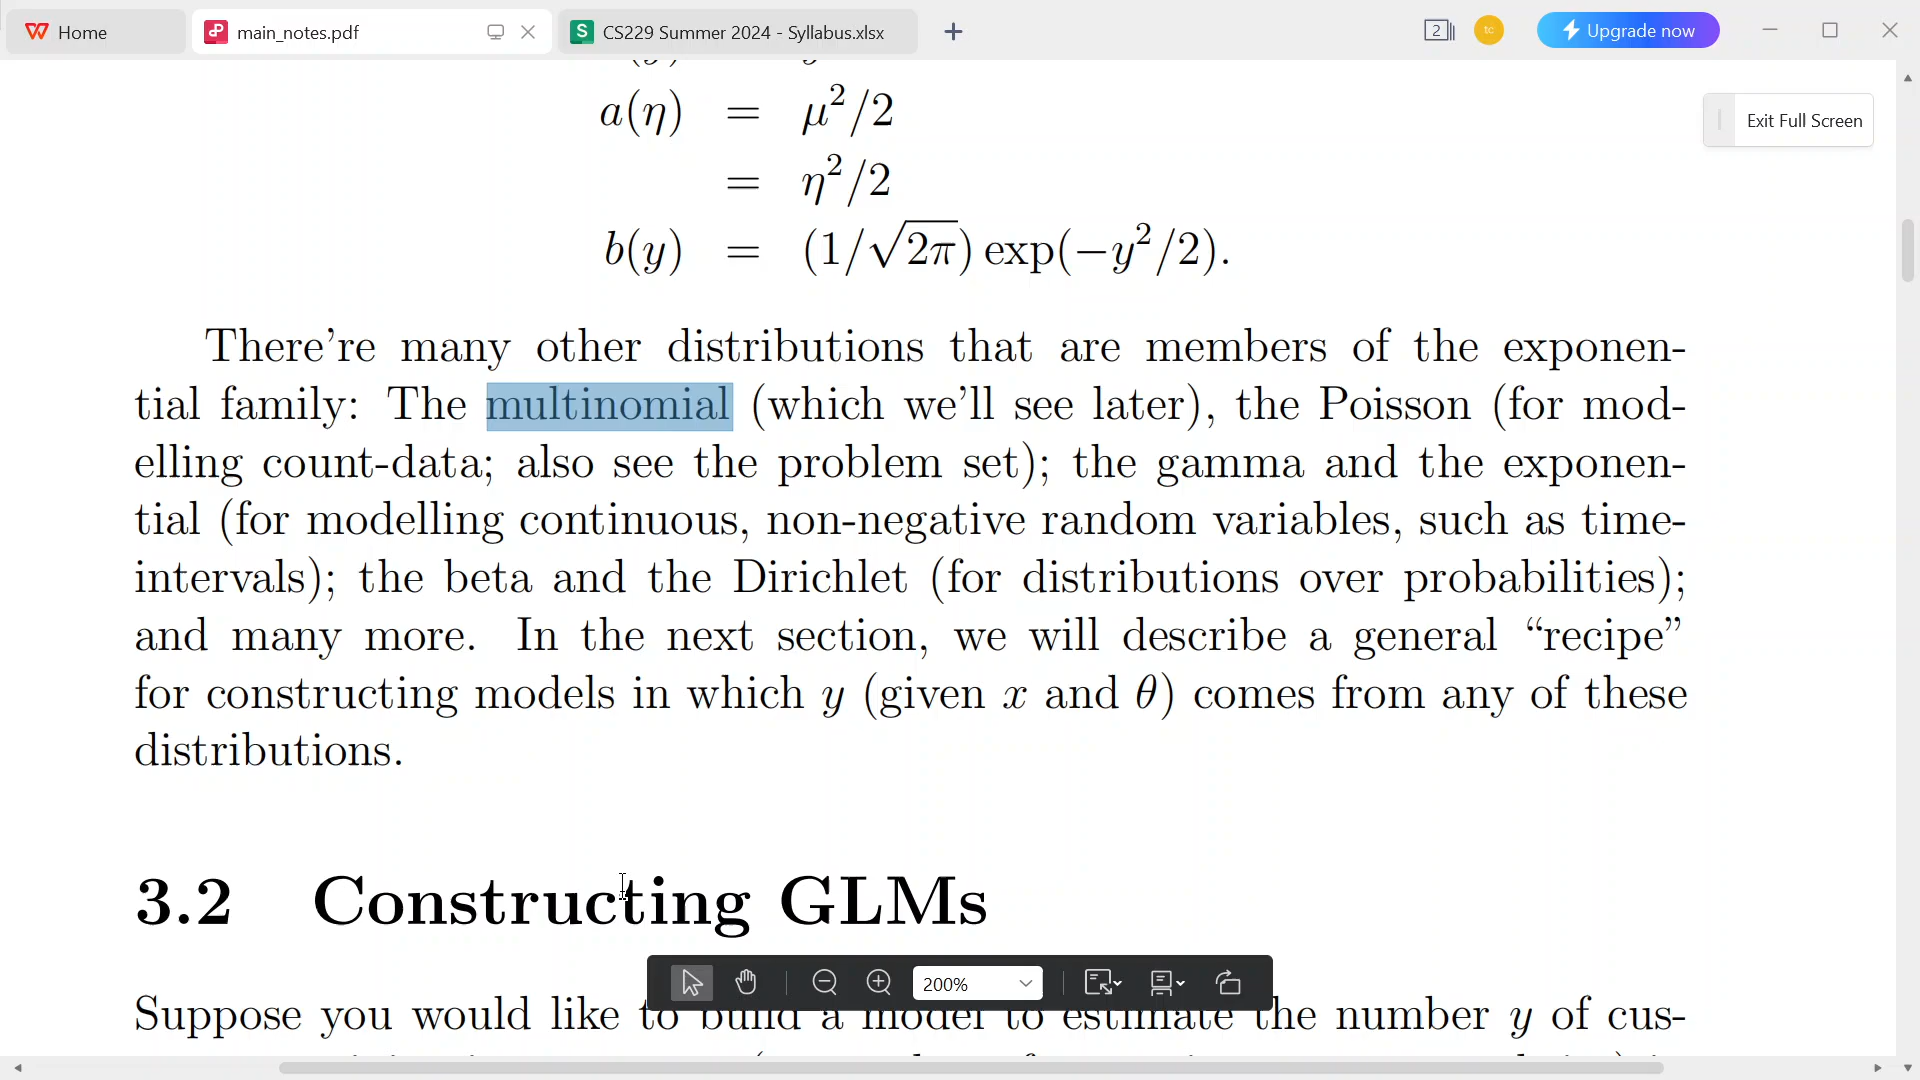 Home
main_notes.pdf
CS229 Summer 2024 - Syllabus.xlsx
2
tc
Upgrade now
Exit Full Screen
a(η) = μ²/2
= η²/2
b(y) = (1/√2π) exp(−y²/2).
There're many other distributions that are members of the exponen-
tial family: The multinomial (which we'll see later), the Poisson (for mod-
elling count-data; also see the problem set); the gamma and the exponen-
tial (for modelling continuous, non-negative random variables, such as time-
intervals); the beta and the Dirichlet (for distributions over probabilities);
and many more. In the next section, we will describe a general “recipe”
for constructing models in which y (given x and θ) comes from any of these
distributions.
3.2 Constructing GLMs
200%
Suppose you would like to build a model to estimate the number y of cus-